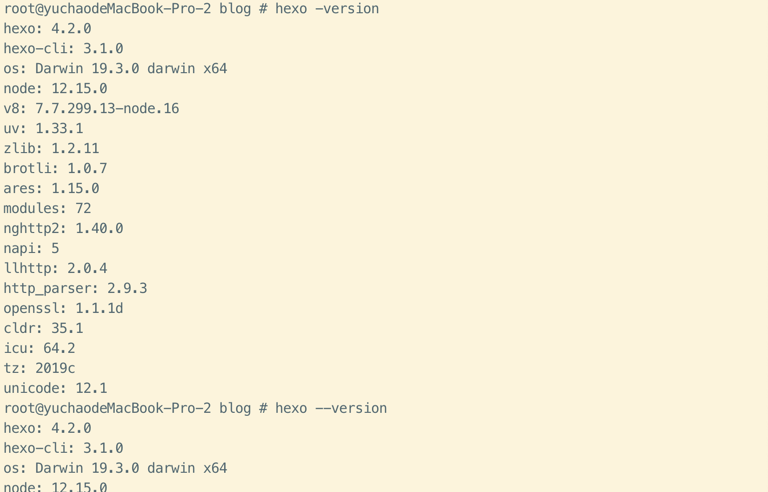 root@yuchaodeMacBook-Pro-2 blog # hexo -version
hexo: 4.2.0
hexo-cli: 3.1.0
os: Darwin 19.3.0 darwin x64
node: 12.15.0
v8: 7.7.299.13-node.16
uv: 1.33.1
zlib: 1.2.11
brotli: 1.0.7
ares: 1.15.0
modules: 72
nghttp2: 1.40.0
napi: 5
llhttp: 2.0.4
http_parser: 2.9.3
openssl: 1.1.1d
cldr: 35.1
icu: 64.2
tz: 2019c
unicode: 12.1
root@yuchaodeMacBook-Pro-2 blog # hexo --version
hexo: 4.2.0
hexo-cli: 3.1.0
os: Darwin 19.3.0 darwin x64
node: 12.15.0